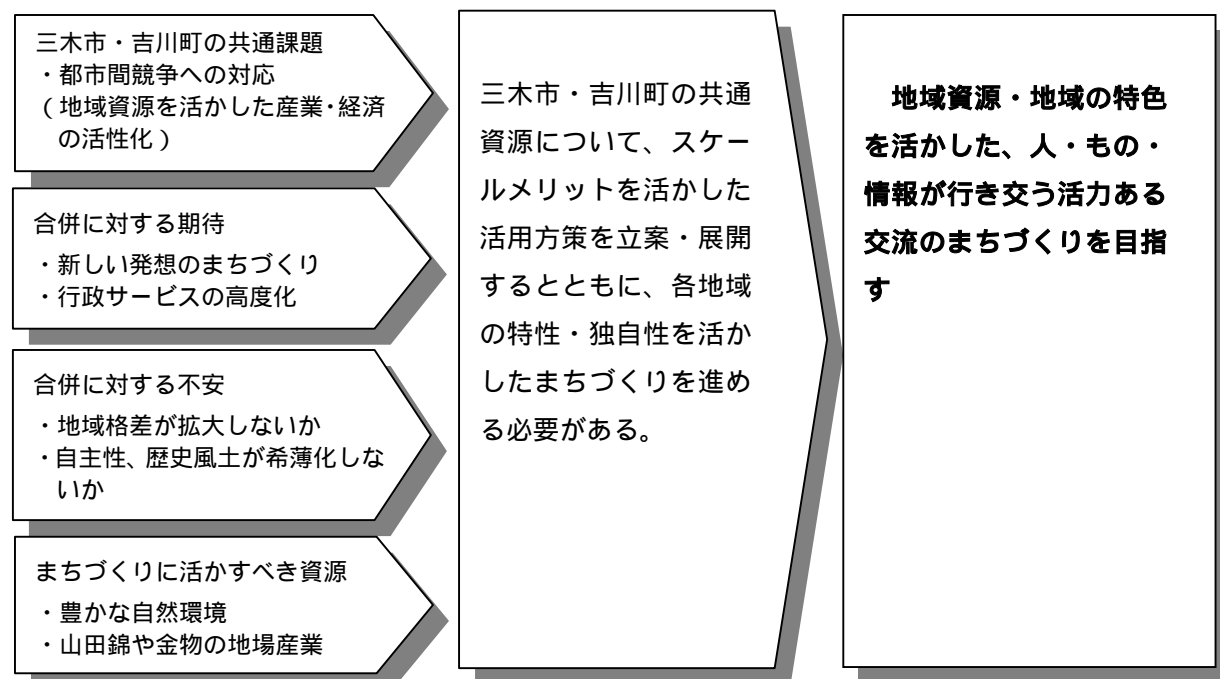 三木市・吉川町の共通課題
・都市間競争への対応
(地域資源を活かした産業・経済
の活性化)
合併に対する期待
・新しい発想のまちづくり
・行政サービスの高度化
合併に対する不安
・地域格差が拡大しないか
・自主性、歴史風土が希薄化しな
いか
まちづくりに活かすべき資源
・豊かな自然環境
・山田錦や金物の地場産業
三木市・吉川町の共通
資源について、スケー
ルメリットを活かした
活用方策を立案・展開
するとともに、各地域
の特性・独自性を活か
したまちづくりを進め
る必要がある。
地域資源・地域の特色
を活かした、人・もの・
情報が行き交う活力ある
交流のまちづくりを目指
す